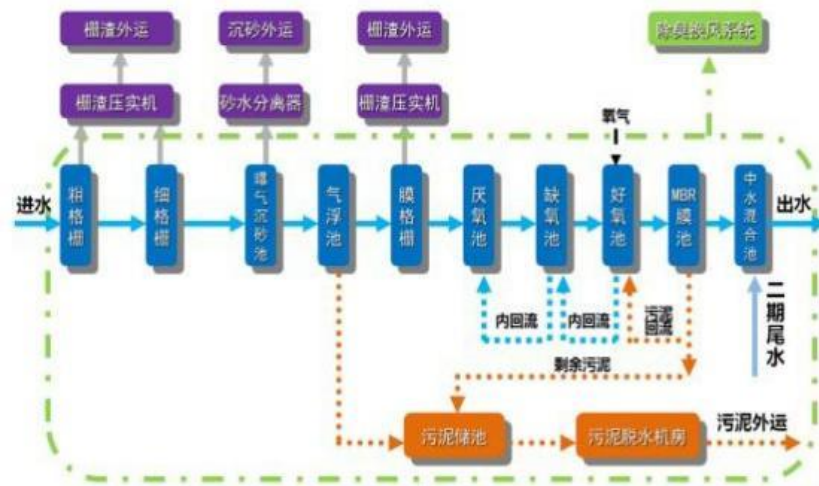 栅渣外运
沉砂外运
栅渣外运
除臭换风系统
栅渣压实机
砂水分离器
栅渣压实机
氧气
进水
粗格栅
细格栅
曝气沉砂池
气浮池
膜格栅
厌氧池
缺氧池
好氧池
MBR膜池
中水混合池
出水
内回流
内回流
污泥
回流
二期尾水
剩余污泥
污泥储池
污泥脱水机房
污泥外运